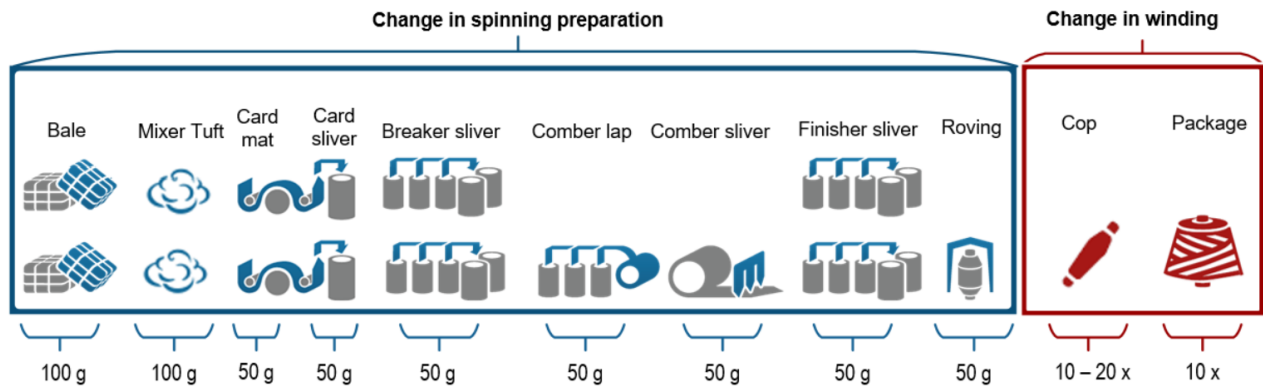 Change in spinning preparation
Change in winding
Bale
Mixer Tuft
Card
mat
Card
sliver
Breaker sliver
Comber lap
Comber sliver
Finisher sliver
Roving
Cop
Package
100 g
100 g
50 g
50 g
50 g
50 g
50 g
50 g
50 g
10 – 20 x
10 x